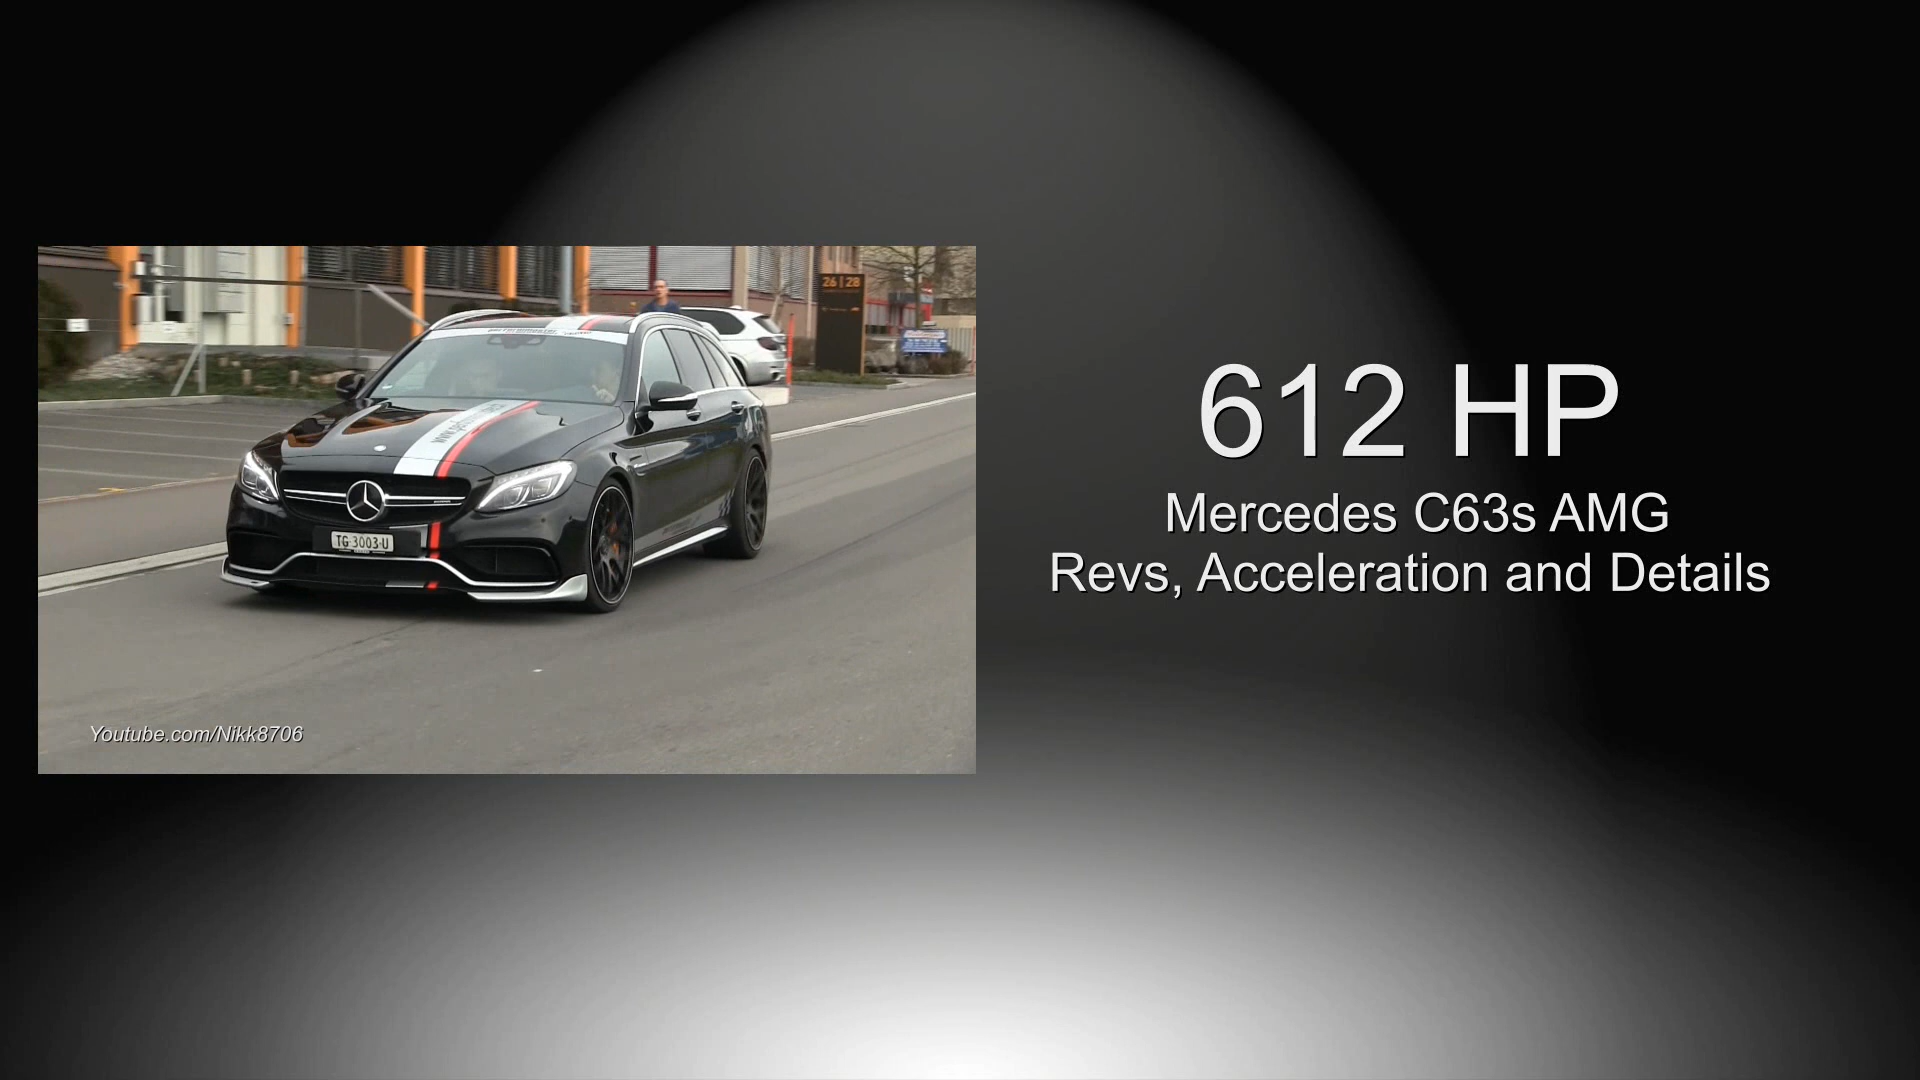 26|28
TG·3003·U
Youtube.com/Nikk8706
612 HP
Mercedes C63s AMG
Revs, Acceleration and Details